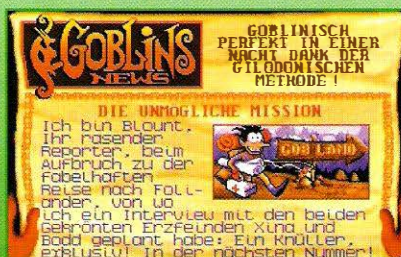 GOBLINS
NEWS
GOBLINISCH
PERFEKT IN EINER
NACHT DANK DER
GILODONISCHEN
METHODE !
DIE UNMöGLICHE MISSION
Ich bin Blount,
Ihr rasender
Reporter, beim
Aufbruch zu der
fabelhaften
Reise nach Foli-
ander, von wo
ich ein Interview mit den beiden
Gekrönten Erzfeinden Xina und
Bodd geplant habe: Ein Knüller,
exklusiv! In der nächsten Nummer!
GOB LAND